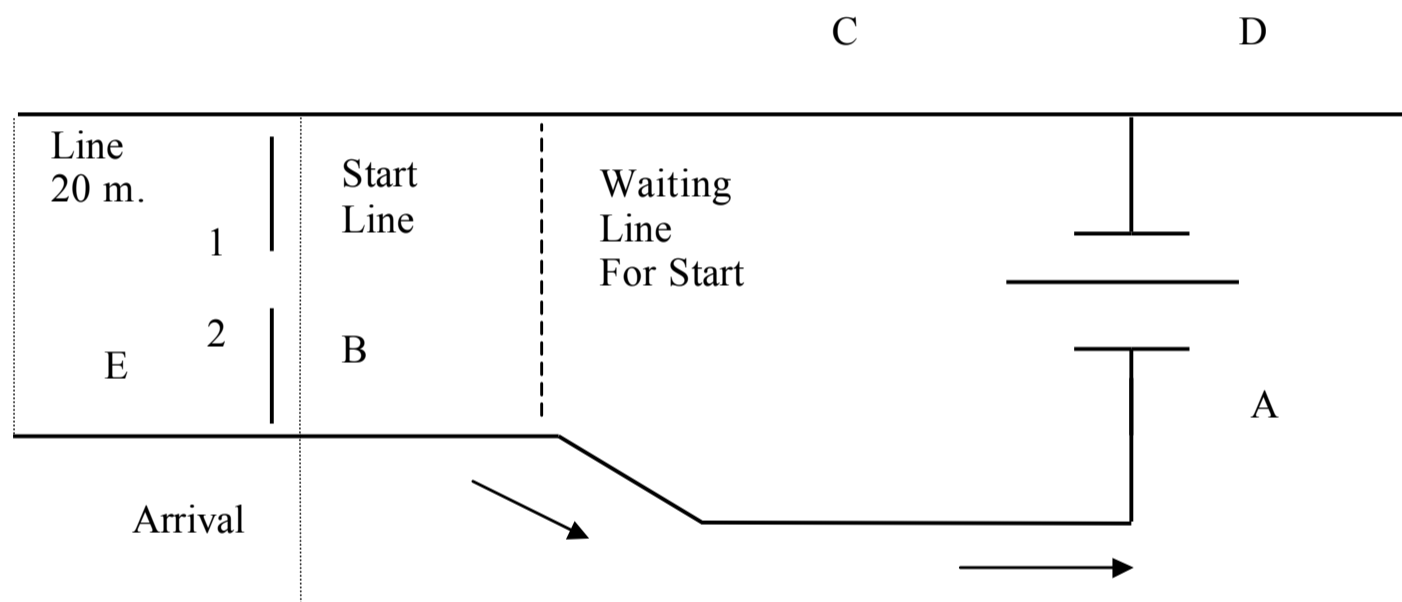 C
D
Line
20 m.
1
Start
Line
Waiting
Line
For Start
2
E
B
A
Arrival